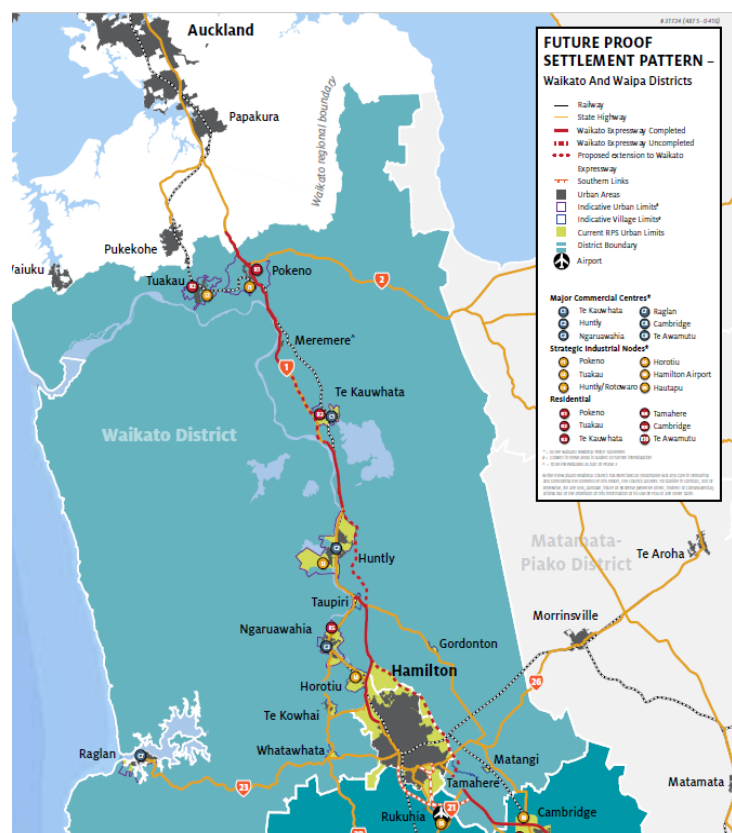 # 31724 (4875 - 0416)
FUTURE PROOF
SETTLEMENT PATTERN –
Waikato And Waipa Districts
Railway
State Highway
Waikato Expressway Completed
Waikato Expressway Uncompleted
Proposed extension to Waikato
Expressway
Southern Links
Urban Areas
Indicative Urban Limits
Indicative Village Limits
Current RPS Urban Limits
District Boundary
Airport
Major Commercial Centres*
Te Kauwhata
Huntly
Ngaruawahia
Raglan
Cambridge
Te Awamutu
Strategic Industrial Nodes*
Pokeno
Tuakau
Huntly/Rotowaro
Horotiu
Hamilton Airport
Hautapu
Residential
Pokeno
Tuakau
Te Kauwhata
Tamahere
Cambridge
Te Awamutu
Auckland
Papakura
Waikato regional boundary
Pukekohe
Waiuku
Tuakau
Pokeno
2
Meremere^
1
Te Kauwhata
Waikato District
Huntly
Matamata-
Piako District
Te Aroha
Taupiri
Morrinsville
Ngaruawahia
Gordonton
Hamilton
26
Horotiu
Te Kowhai
Whatawhata
Raglan
Matangi
23
Tamahere
Matamata
21
Rukuhia
Cambridge